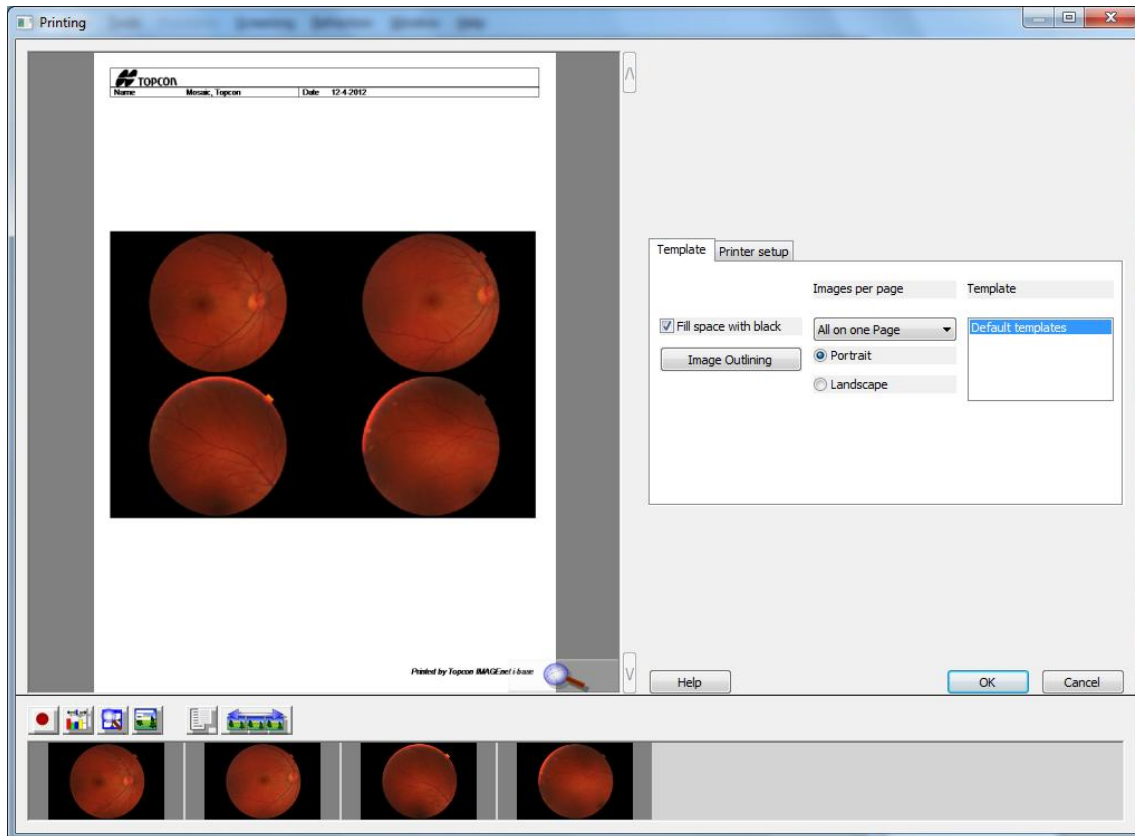 Printing
TOPCON
Name Mosaic, Topcon Date 12-4-2012
Template Printer setup
Images per page Template
Fill space with black All on one Page Default templates
Image Outlining Portrait
Landscape
Printed by Topcon IMAGEnet i-base
Help OK Cancel